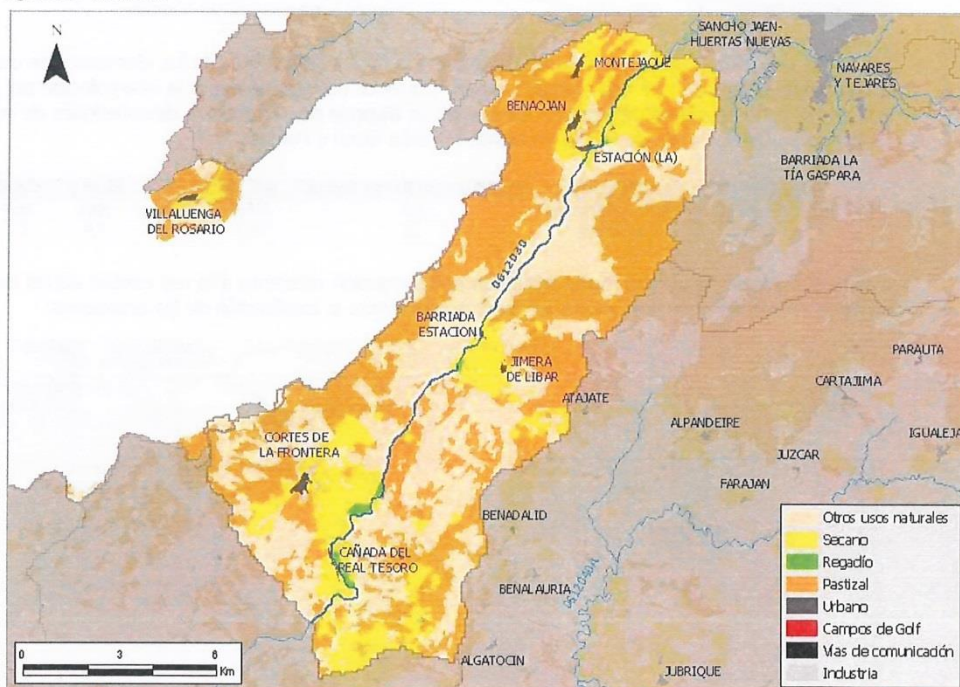 N
SANCHO JAEN-
HUERTAS NUEVAS
MONTEJAQUE
NAVARES
Y TEJARES
BENAOJAN
ESTACIÓN (LA)
BARRIADA LA
TÍA GASPARA
VILLALUENGA
DEL ROSARIO
0612030
BARRIADA
ESTACION
JIMERA
DE LIBAR
PARAUTA
ATAJATE
CARTAJIMA
ALPANDEIRE
IGUALEJA
CORTES DE
LA FRONTERA
JUZCAR
FARAJAN
BENADALID
CAÑADA DEL
REAL TESORO
BENALAURIA
ALGATOCIN
JUBRIQUE
Otros usos naturales
Secano
Regadío
Pastizal
Urbano
Campos de Golf
Vías de comunicación
Industria
0 3 6
Km